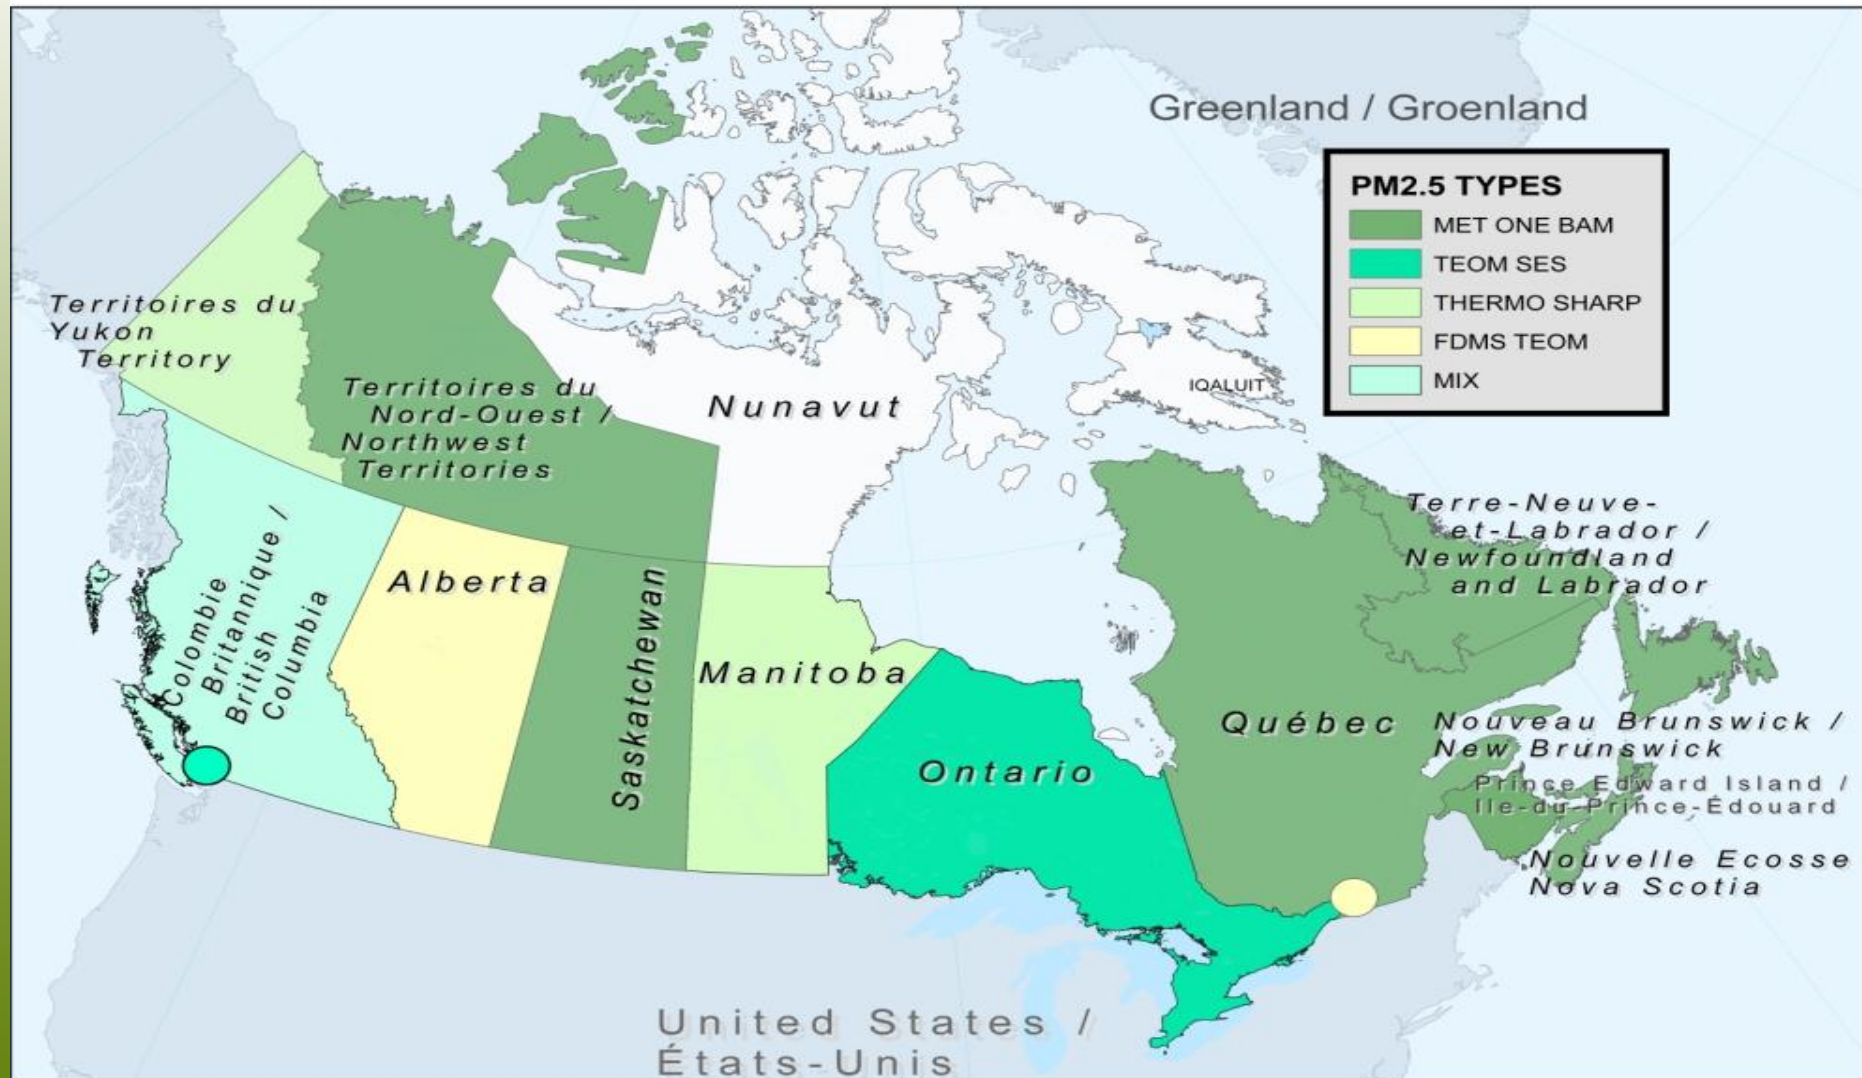 Greenland / Groenland
PM2.5 TYPES
MET ONE BAM
TEOM SES
THERMO SHARP
FDMS TEOM
MIX
Territoires du
Yukon
Territory
Territoires du
Nord-Ouest /
Northwest
Territories
Nunavut
IQALUIT
Terre-Neuve-
et-Labrador /
Newfoundland
and Labrador
Colombie
Britannique /
British
Columbia
Alberta
Saskatchewan
Manitoba
Ontario
Québec
Nouveau Brunswick /
New Brunswick
Prince Edward Island /
Ile-du-Prince-Édouard
Nouvelle Ecosse
Nova Scotia
United States /
États-Unis